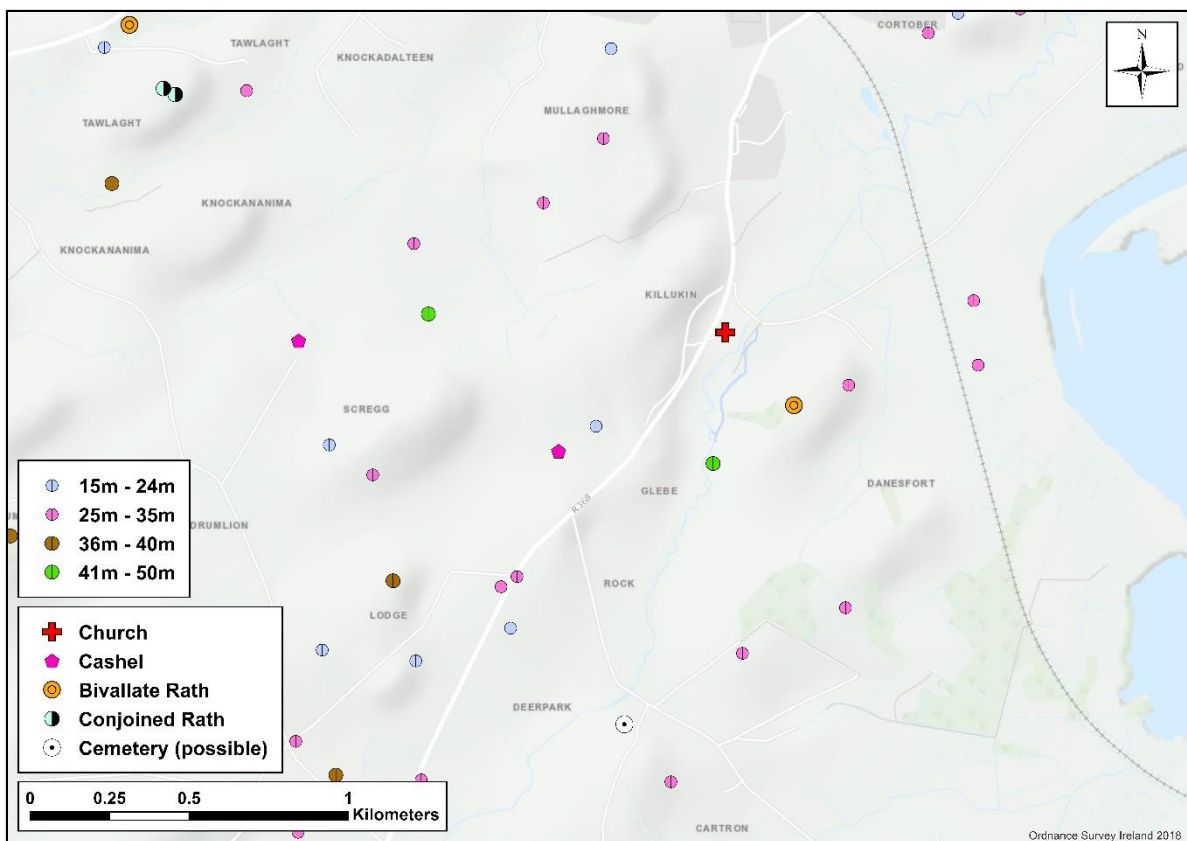 CORTOBER
N
TAWLAGHT
KNOCKADALTEEN
MULLAGHMORE
TAWLAGHT
KNOCKANANIMA
KNOCKANANIMA
KILLUKIN
SCREGG
GLEBE
DANESFORT
R368
DRUMLION
ROCK
LODGE
DEERPARK
CARTRON
15m - 24m
25m - 35m
36m - 40m
41m - 50m
Church
Cashel
Bivallate Rath
Conjoined Rath
Cemetery (possible)
0 0.25 0.5 1
Kilometers
Ordnance Survey Ireland 2018